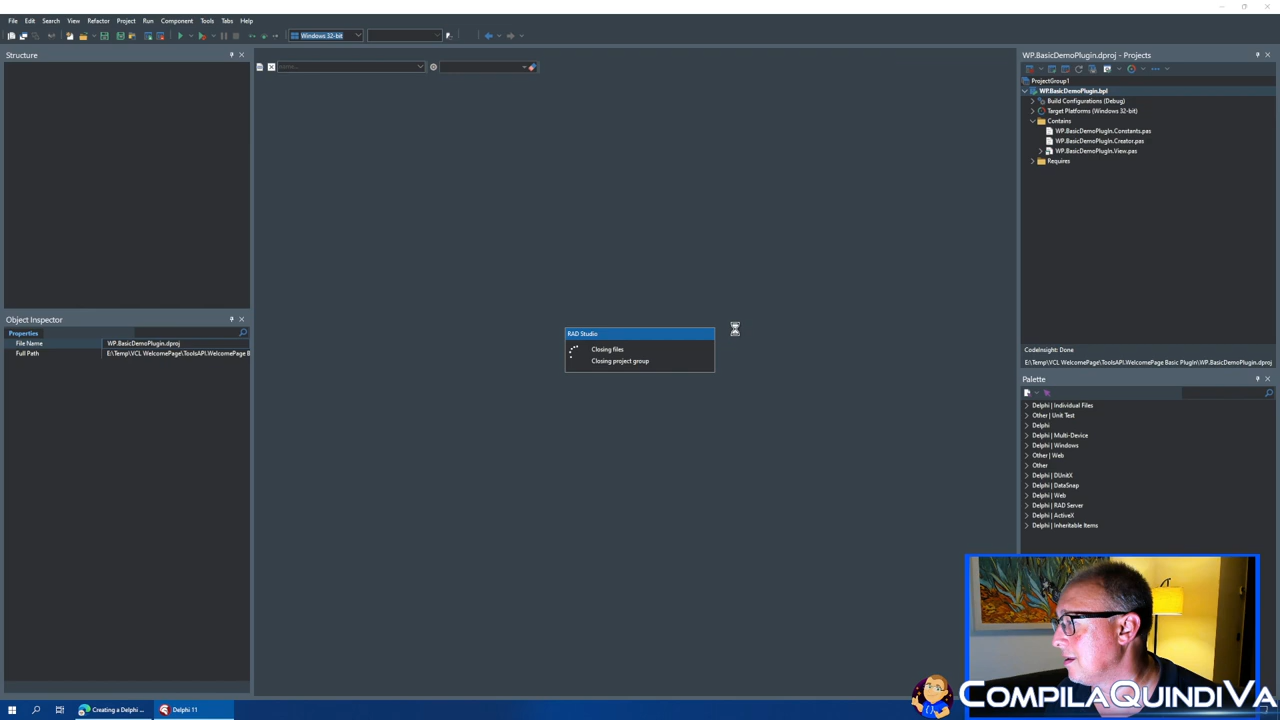 File Edit Search View Refactor Project Run Component Tools Tabs Help
Windows 32-bit
Structure
name...
Object Inspector
Properties
File Name WP.BasicDemoPlugin.dproj
Full Path E:\Temp\VCL WelcomePage\ToolsAPI.WelcomePage B
RAD Studio
Closing files
Closing project group
WP.BasicDemoPlugin.dproj - Projects
ProjectGroup1
WP.BasicDemoPlugin.bpl
Build Configurations (Debug)
Target Platforms (Windows 32-bit)
Contains
WP.BasicDemoPlugIn.Constants.pas
WP.BasicDemoPlugIn.Creator.pas
WP.BasicDemoPlugIn.View.pas
Requires
CodeInsight: Done
E:\Temp\VCL WelcomePage\ToolsAPI.WelcomePage Basic PlugIn\WP.BasicDemoPlugin.dproj
Palette
Delphi | Individual Files
Other | Unit Test
Delphi
Delphi | Multi-Device
Delphi | Windows
Other | Web
Other
Delphi | DUnitX
Delphi | DataSnap
Delphi | Web
Delphi | RAD Server
Delphi | ActiveX
Delphi | Inheritable Items
CompilaQuindiVa
Creating a Delphi ... Delphi 11